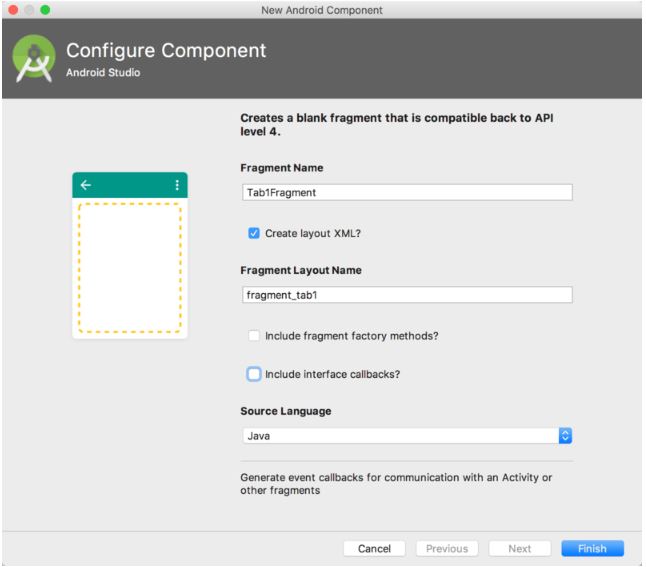 New Android Component
Configure Component
Android Studio
Creates a blank fragment that is compatible back to API
level 4.
Fragment Name
Tab1Fragment
Create layout XML?
Fragment Layout Name
fragment_tab1
Include fragment factory methods?
Include interface callbacks?
Source Language
Java
Generate event callbacks for communication with an Activity or
other fragments
Cancel
Previous
Next
Finish